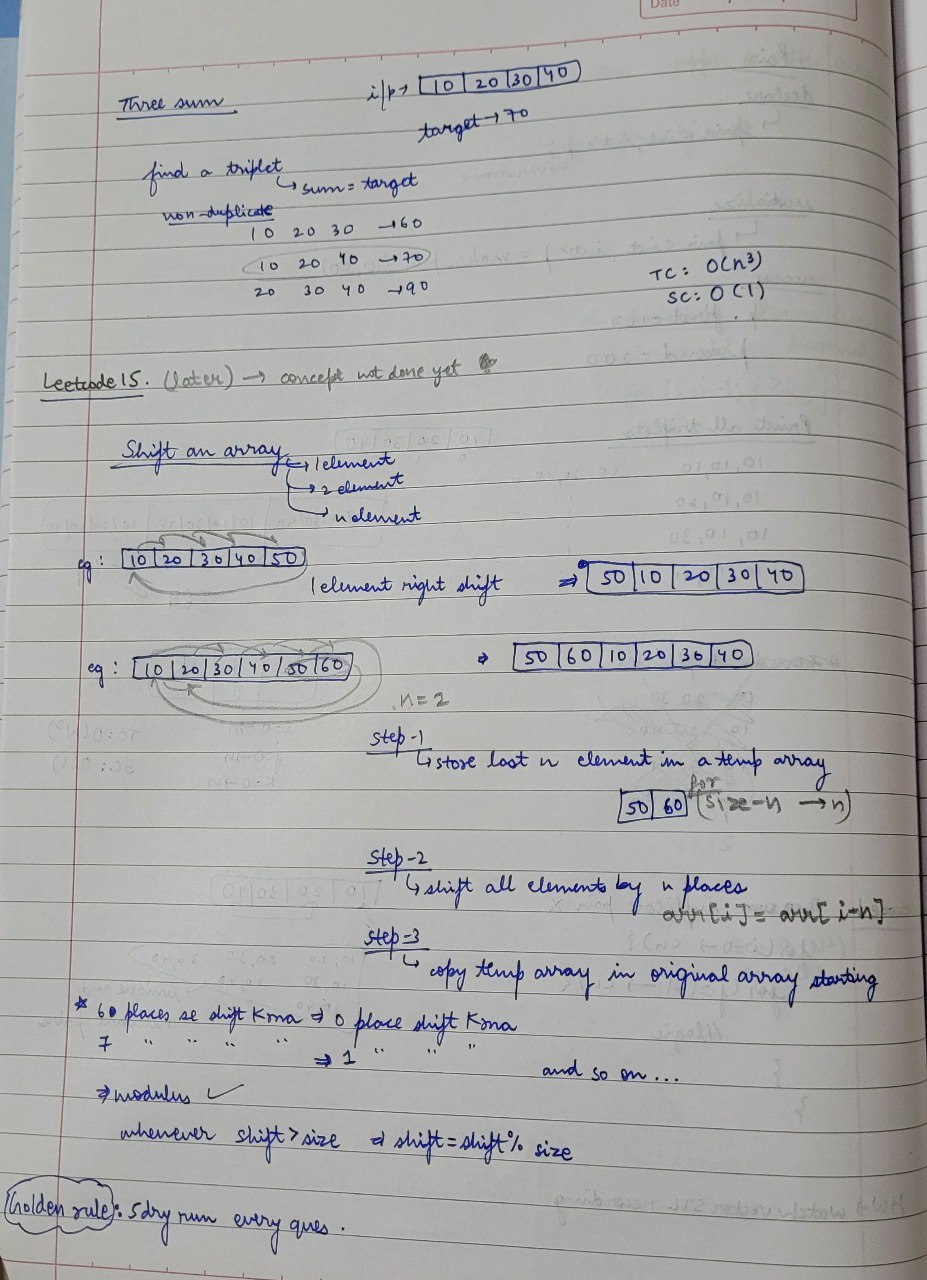 Date
Three sum
i/p → 10 | 20 | 30 | 40
target → 70
find a triplet
↳ sum = target
non-duplicate
10 20 30 → 60
10 20 40 → 70
20 30 40 → 90
TC: O(n³)
SC: O(1)
Leetcode 15. (later) → concept not done yet
Shift an array
→ 1 element
→ 2 element
→ n element
eg: 10 | 20 | 30 | 40 | 50
1 element right shift ⇒ 50 | 10 | 20 | 30 | 40
eg: 10 | 20 | 30 | 40 | 50 | 60 ⇒ 50 | 60 | 10 | 20 | 30 | 40
n=2
Step-1
↳ store last n element in a temp array
50 | 60 for (size-n → n)
Step-2
↳ shift all elements by n places
arr[i] = arr[i-n]
Step-3
↳ copy temp array in original array starting
* 60 places se shift Krna ⇒ 0 place shift Krna
7 " " " " ⇒ 1 " " "
and so on...
⇒ modulus ✓
whenever shift > size ⇒ shift = shift % size
Golden rule: 5 dry run every ques.